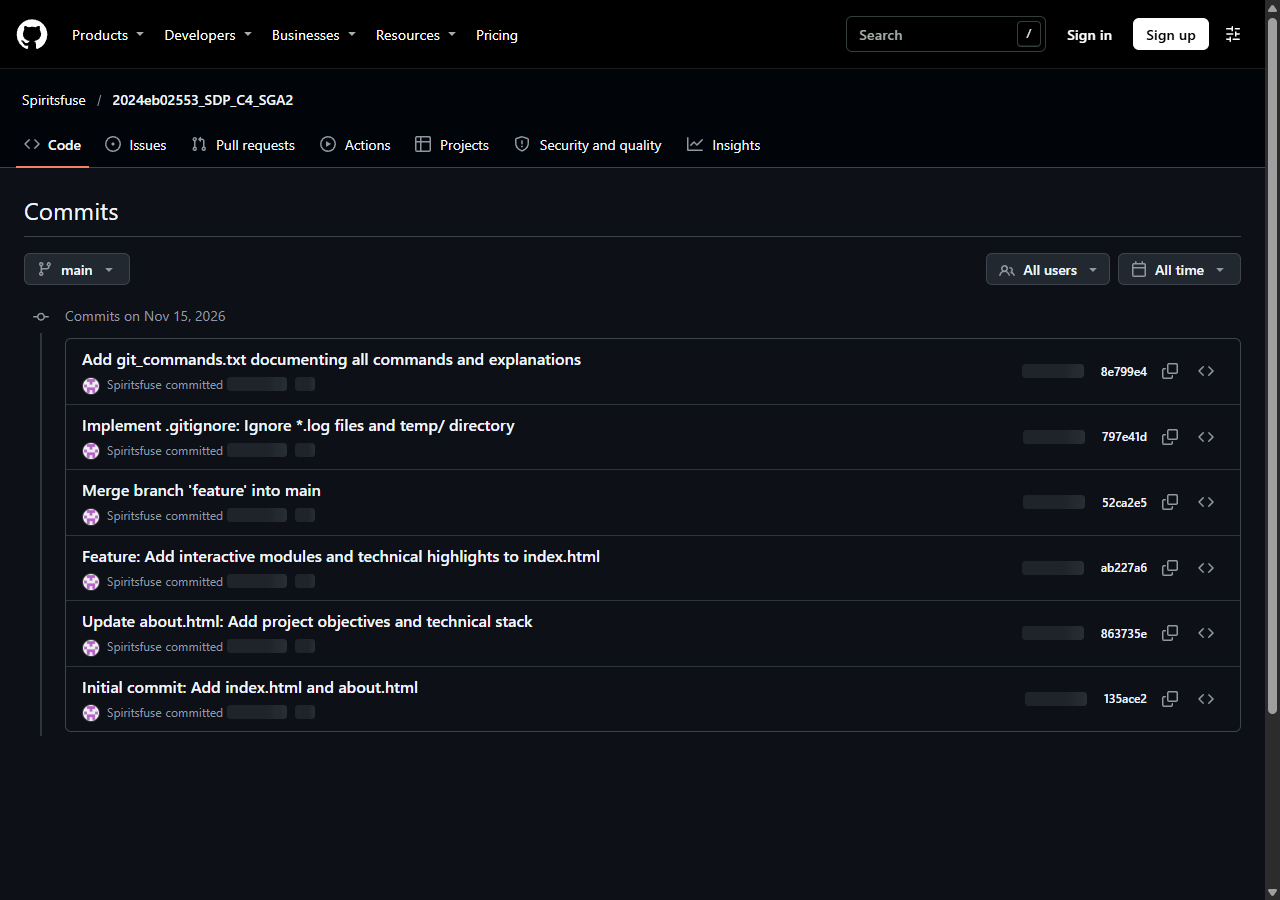 Products Developers Businesses Resources Pricing Search / Sign in Sign up
Spiritsfuse / 2024eb02553_SDP_C4_SGA2
Code Issues Pull requests Actions Projects Security and quality Insights
Commits
main All users All time
Commits on Nov 15, 2026
Add git_commands.txt documenting all commands and explanations
Spiritsfuse committed
8e799e4
Implement .gitignore: Ignore *.log files and temp/ directory
Spiritsfuse committed
797e41d
Merge branch 'feature' into main
Spiritsfuse committed
52ca2e5
Feature: Add interactive modules and technical highlights to index.html
Spiritsfuse committed
ab227a6
Update about.html: Add project objectives and technical stack
Spiritsfuse committed
863735e
Initial commit: Add index.html and about.html
Spiritsfuse committed
135ace2